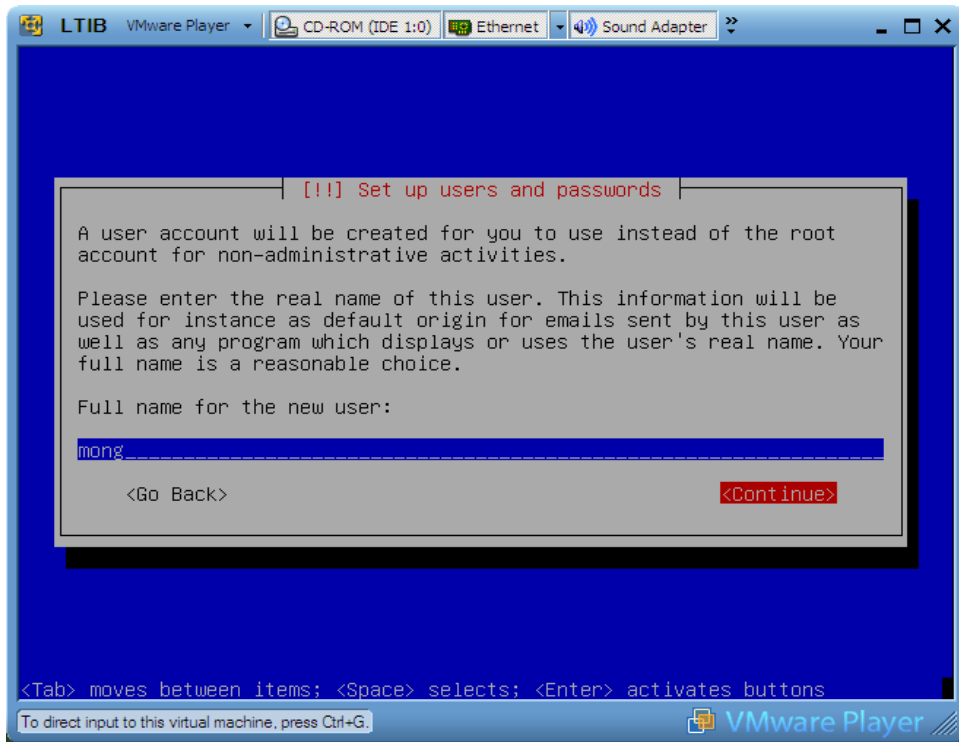 LTIB VMware Player CD-ROM (IDE 1:0) Ethernet Sound Adapter »
[!!] Set up users and passwords
A user account will be created for you to use instead of the root
account for non-administrative activities.
Please enter the real name of this user. This information will be
used for instance as default origin for emails sent by this user as
well as any program which displays or uses the user's real name. Your
full name is a reasonable choice.
Full name for the new user:
mong
<Go Back> <Continue>
<Tab> moves between items; <Space> selects; <Enter> activates buttons
To direct input to this virtual machine, press Ctrl+G. VMware Player